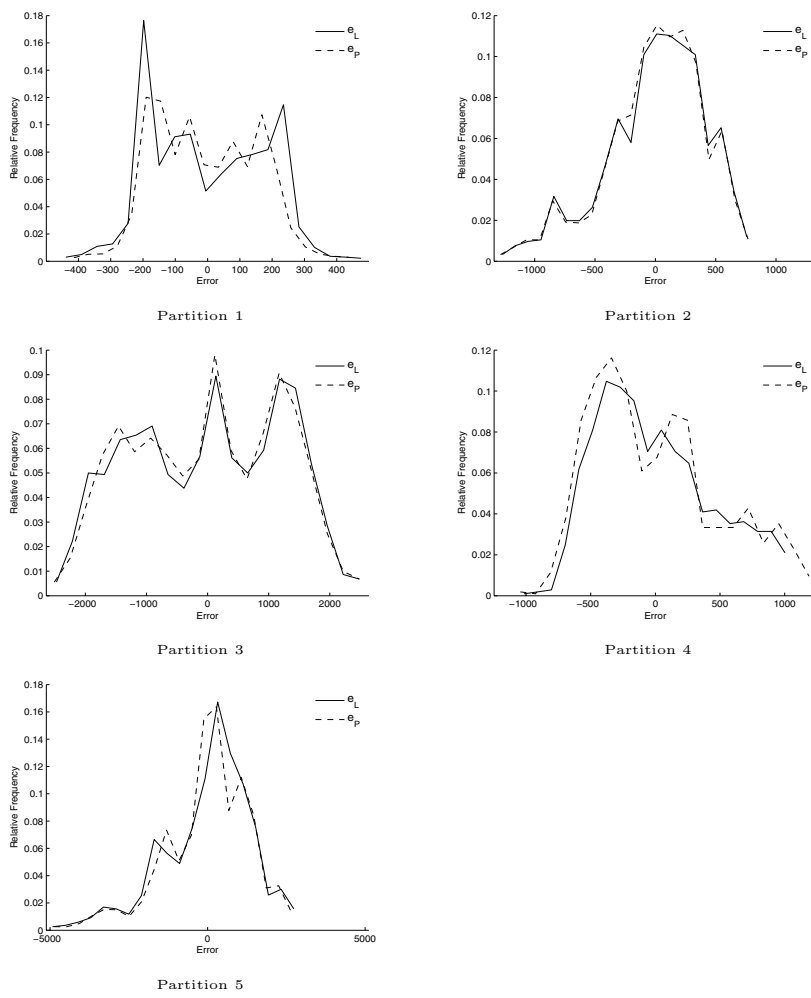 0.18
0.16
0.14
0.12
0.1
0.08
0.06
0.04
0.02
0
Relative Frequency
−400 −300 −200 −100 0 100 200 300 400
Error
e_L
e_P
Partition 1
0.12
0.1
0.08
0.06
0.04
0.02
0
Relative Frequency
−1000 −500 0 500 1000
Error
e_L
e_P
Partition 2
0.1
0.09
0.08
0.07
0.06
0.05
0.04
0.03
0.02
0.01
0
Relative Frequency
−2000 −1000 0 1000 2000
Error
e_L
e_P
Partition 3
0.12
0.1
0.08
0.06
0.04
0.02
0
Relative Frequency
−1000 −500 0 500 1000
Error
e_L
e_P
Partition 4
0.18
0.16
0.14
0.12
0.1
0.08
0.06
0.04
0.02
0
Relative Frequency
−5000 0 5000
Error
e_L
e_P
Partition 5